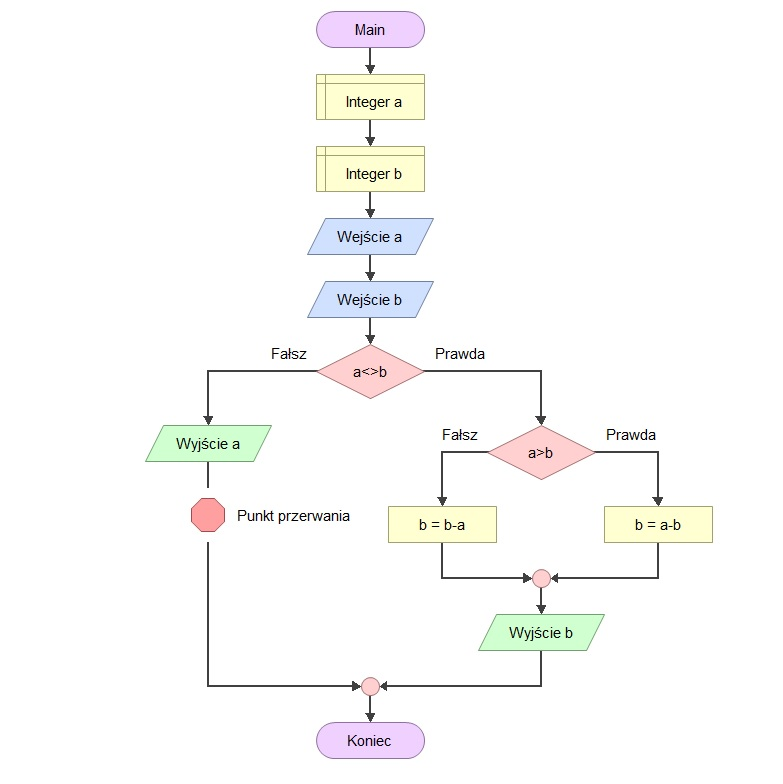 Main
Integer a
Integer b
Wejście a
Wejście b
Fałsz
Prawda
a<>b
Wyjście a
Punkt przerwania
Fałsz
Prawda
a>b
b = b-a
b = a-b
Wyjście b
Koniec